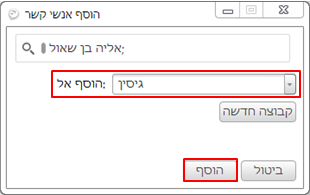 הוסף אנשי קשר
אליה בן שאול;
הוסף אל: גיסין
קבוצה חדשה
הוסף ביטול